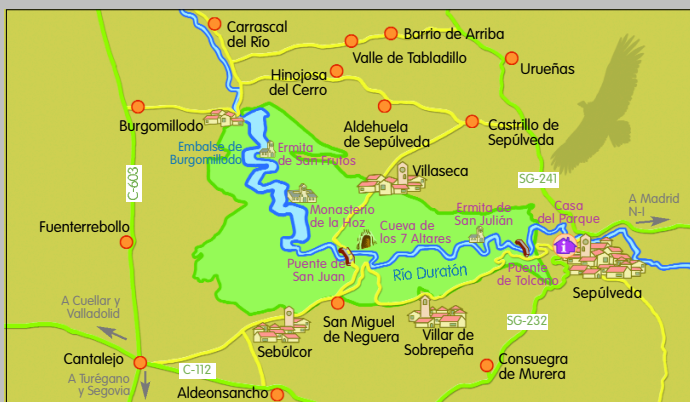 Carrascal
del Río
Barrio de Arriba
Valle de Tabladillo
Urueñas
Hinojosa
del Cerro
Burgomillodo
Aldehuela
de Sepúlveda
Castrillo de
Sepúlveda
Embalse de
Burgomillodo
Ermita
de San Frutos
Villaseca
SG-241
C-603
Monasterio
de la Hoz
Ermita de
San Julián
Casa
del Parque
A Madrid
N-I
Fuenterrebollo
Cueva de
los 7 Altares
i
Puente de
San Juan
Río Duratón
Puente
de Tolcano
Sepúlveda
A Cuellar y
Valladolid
San Miguel
de Neguera
Villar de
Sobrepeña
SG-232
Sebúlcor
Cantalejo
C-112
Consuegra
de Murera
A Turégano
y Segovia
Aldeonsancho